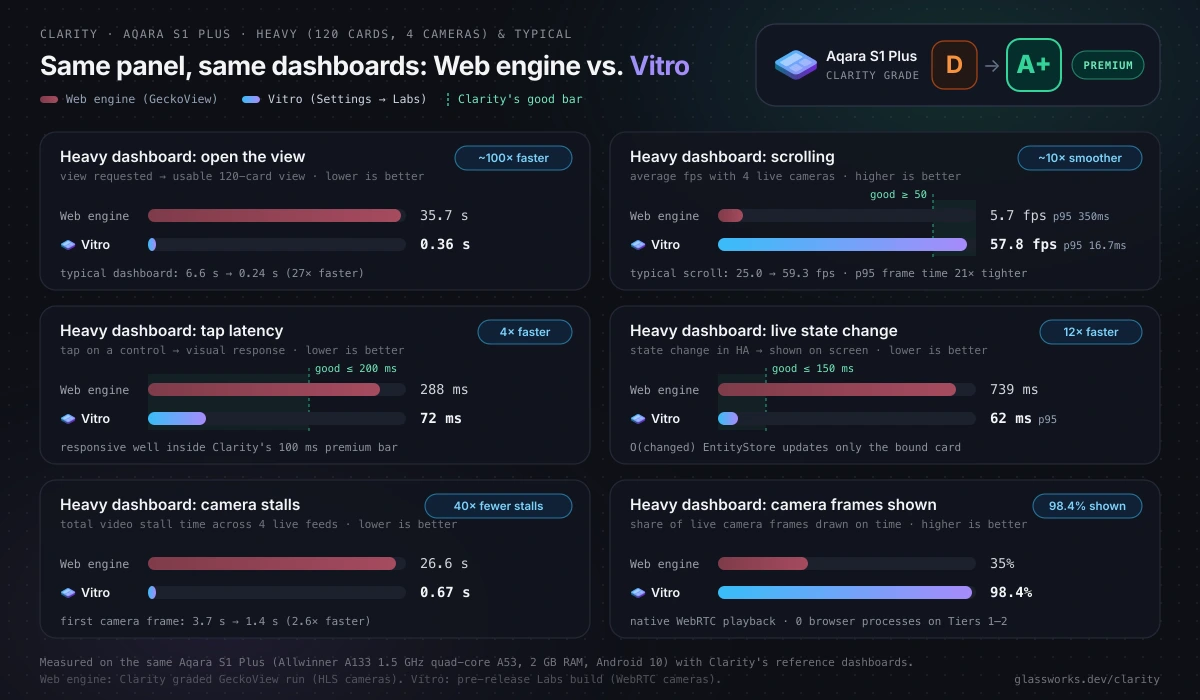 CLARITY · AQARA S1 PLUS · HEAVY (120 CARDS, 4 CAMERAS) & TYPICAL
Same panel, same dashboards: Web engine vs. Vitro
Web engine (GeckoView) Vitro (Settings → Labs) Clarity's good bar
Aqara S1 Plus
CLARITY GRADE
D → A+ PREMIUM
Heavy dashboard: open the view
~100× faster
view requested → usable 120-card view · lower is better
Web engine 35.7 s
Vitro 0.36 s
typical dashboard: 6.6 s → 0.24 s (27× faster)
Heavy dashboard: scrolling
~10× smoother
average fps with 4 live cameras · higher is better
good ≥ 50
Web engine 5.7 fps p95 350ms
Vitro 57.8 fps p95 16.7ms
typical scroll: 25.0 → 59.3 fps · p95 frame time 21× tighter
Heavy dashboard: tap latency
4× faster
tap on a control → visual response · lower is better
good ≤ 200 ms
Web engine 288 ms
Vitro 72 ms
responsive well inside Clarity's 100 ms premium bar
Heavy dashboard: live state change
12× faster
state change in HA → shown on screen · lower is better
good ≤ 150 ms
Web engine 739 ms
Vitro 62 ms p95
O(changed) EntityStore updates only the bound card
Heavy dashboard: camera stalls
40× fewer stalls
total video stall time across 4 live feeds · lower is better
Web engine 26.6 s
Vitro 0.67 s
first camera frame: 3.7 s → 1.4 s (2.6× faster)
Heavy dashboard: camera frames shown
98.4% shown
share of live camera frames drawn on time · higher is better
Web engine 35%
Vitro 98.4%
native WebRTC playback · 0 browser processes on Tiers 1–2
Measured on the same Aqara S1 Plus (Allwinner A133 1.5 GHz quad-core A53, 2 GB RAM, Android 10) with Clarity's reference dashboards.
Web engine: Clarity graded GeckoView run (HLS cameras). Vitro: pre-release Labs build (WebRTC cameras).
glassworks.dev/clarity